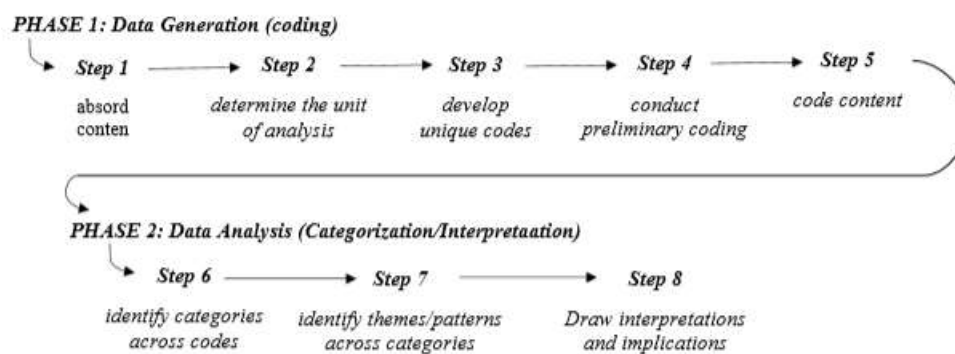 PHASE 1: Data Generation (coding)
Step 1 Step 2 Step 3 Step 4 Step 5
absord determine the unit develop conduct code content
conten of analysis unique codes preliminary coding
PHASE 2: Data Analysis (Categorization/Interpretaation)
Step 6 Step 7 Step 8
identify categories identify themes/patterns Draw interpretations
across codes across categories and implications